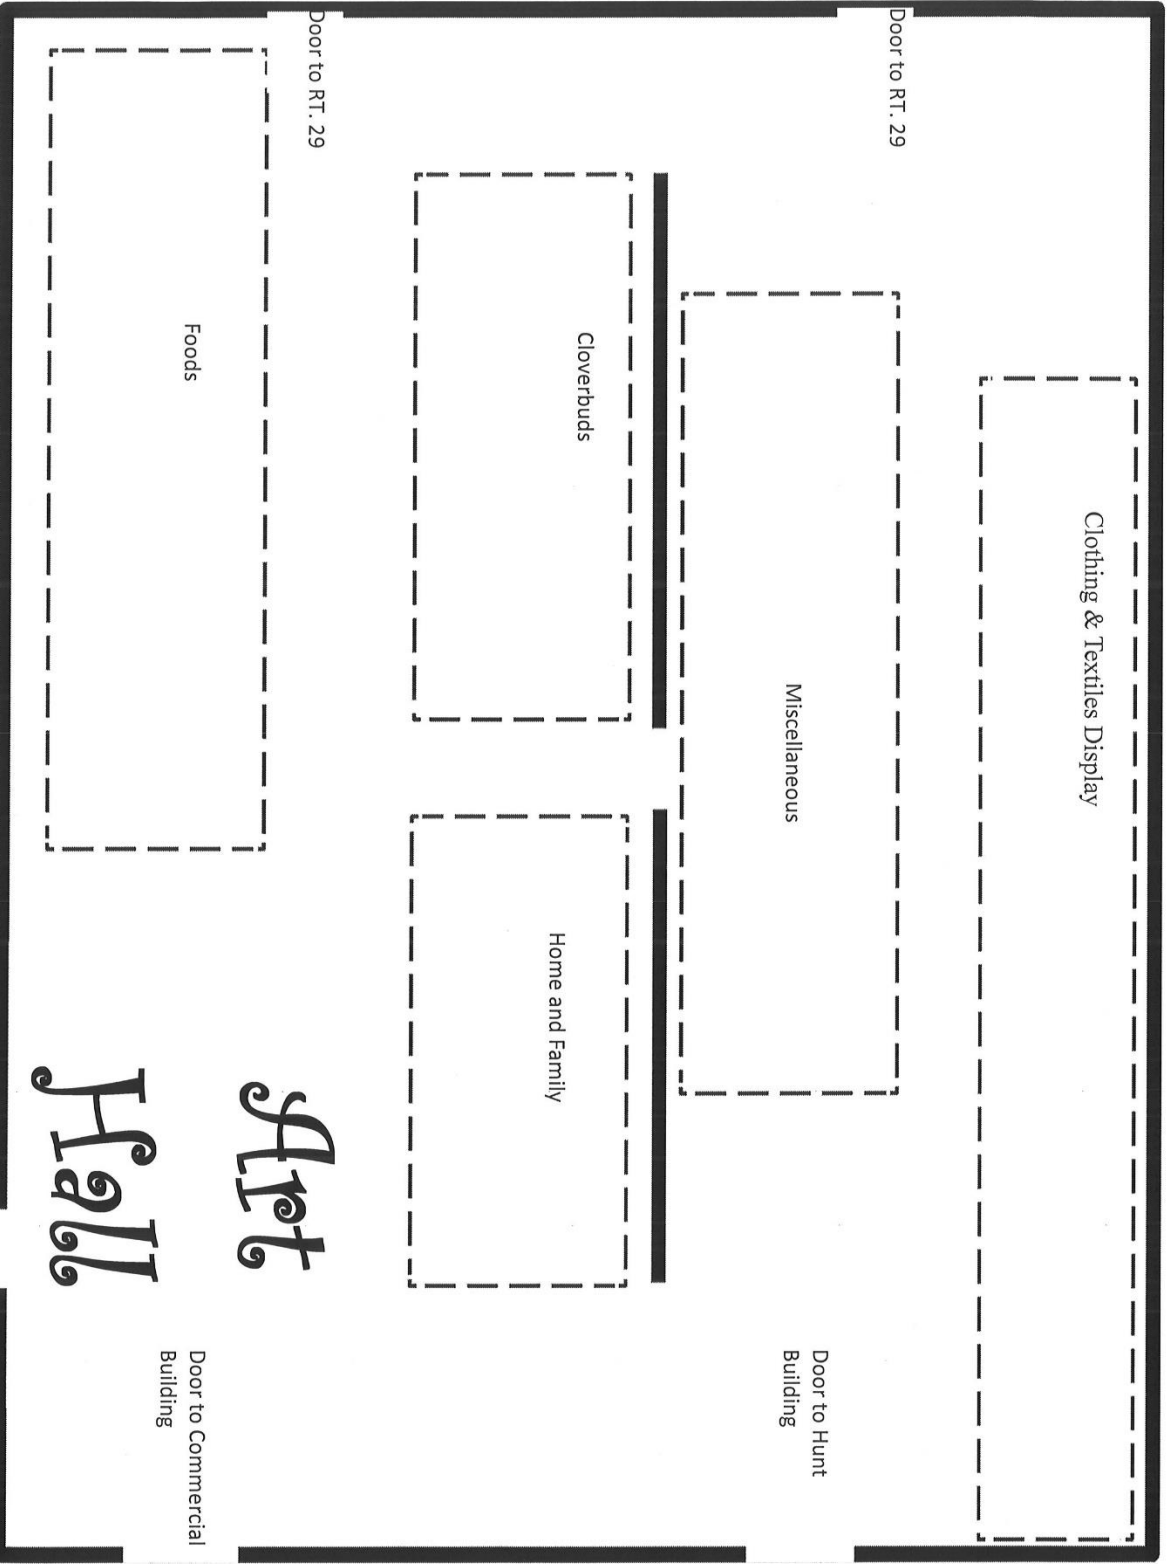 Clothing & Textiles Display
Door to RT. 29
Miscellaneous
Door to Hunt
Building
Cloverbuds
Home and Family
Door to RT. 29
Foods
Art
Hall
Door to Commercial
Building